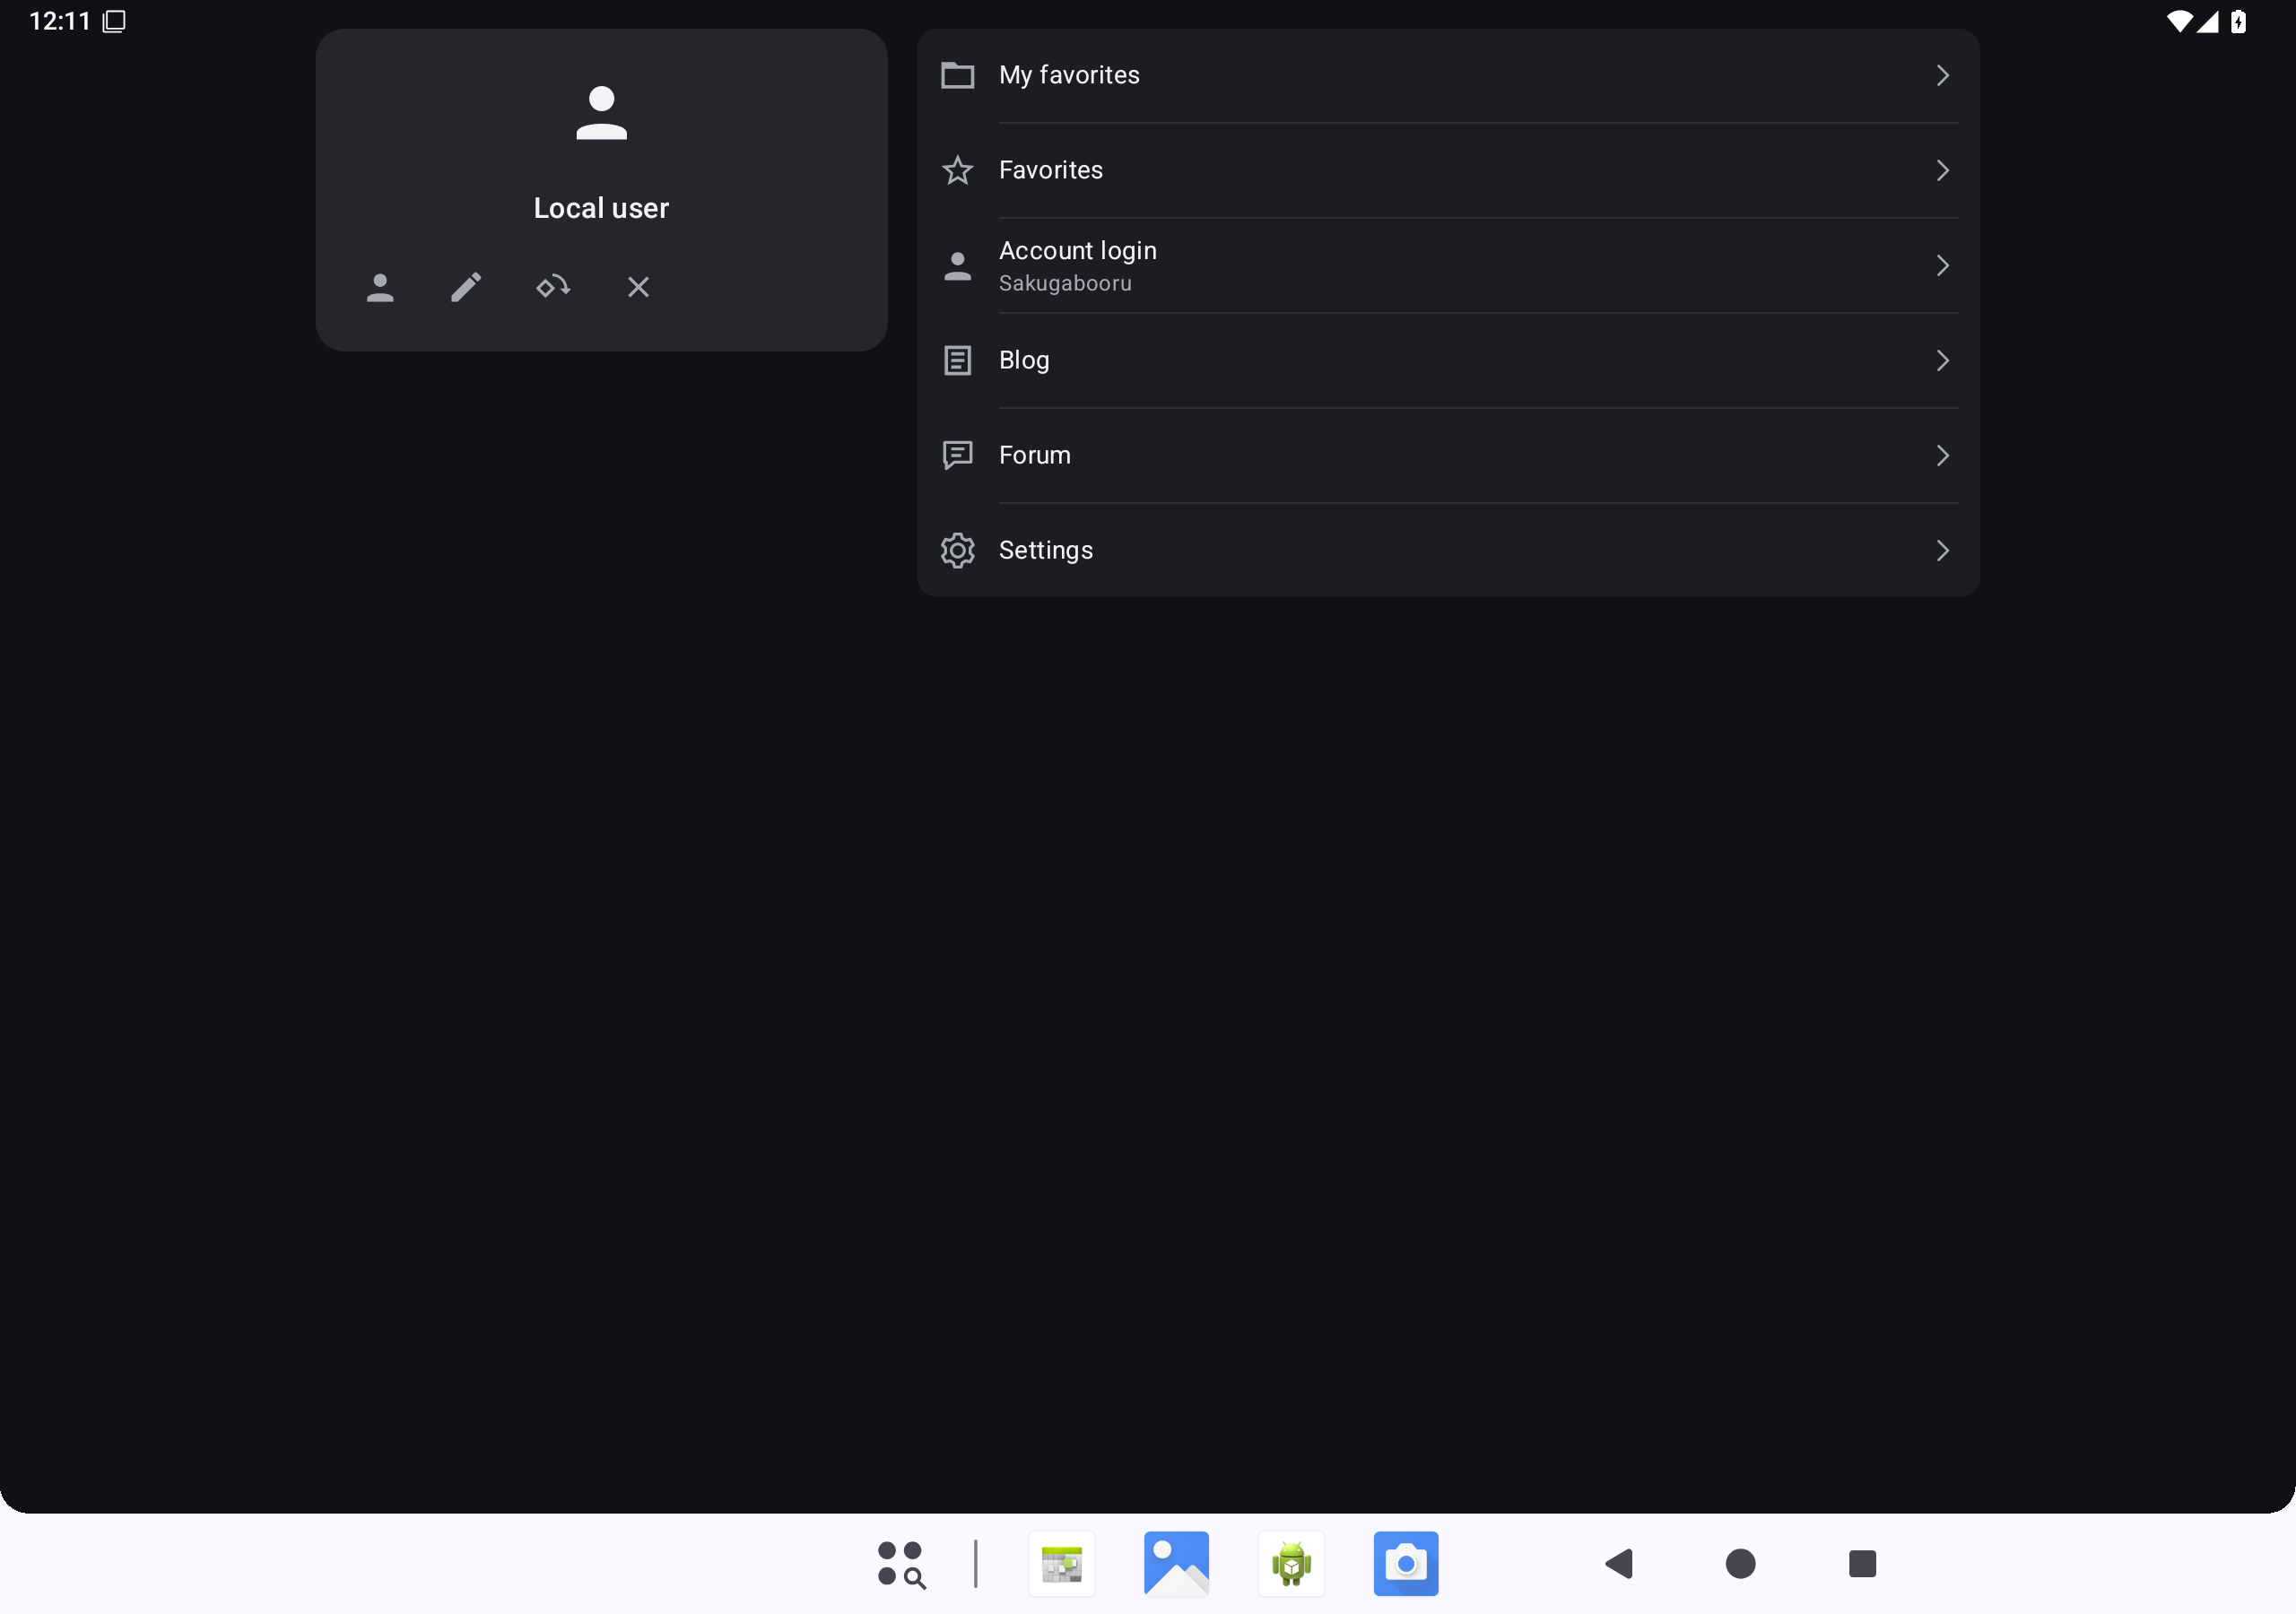 12:11
Local user
My favorites
Favorites
Account login
Sakugabooru
Blog
Forum
Settings